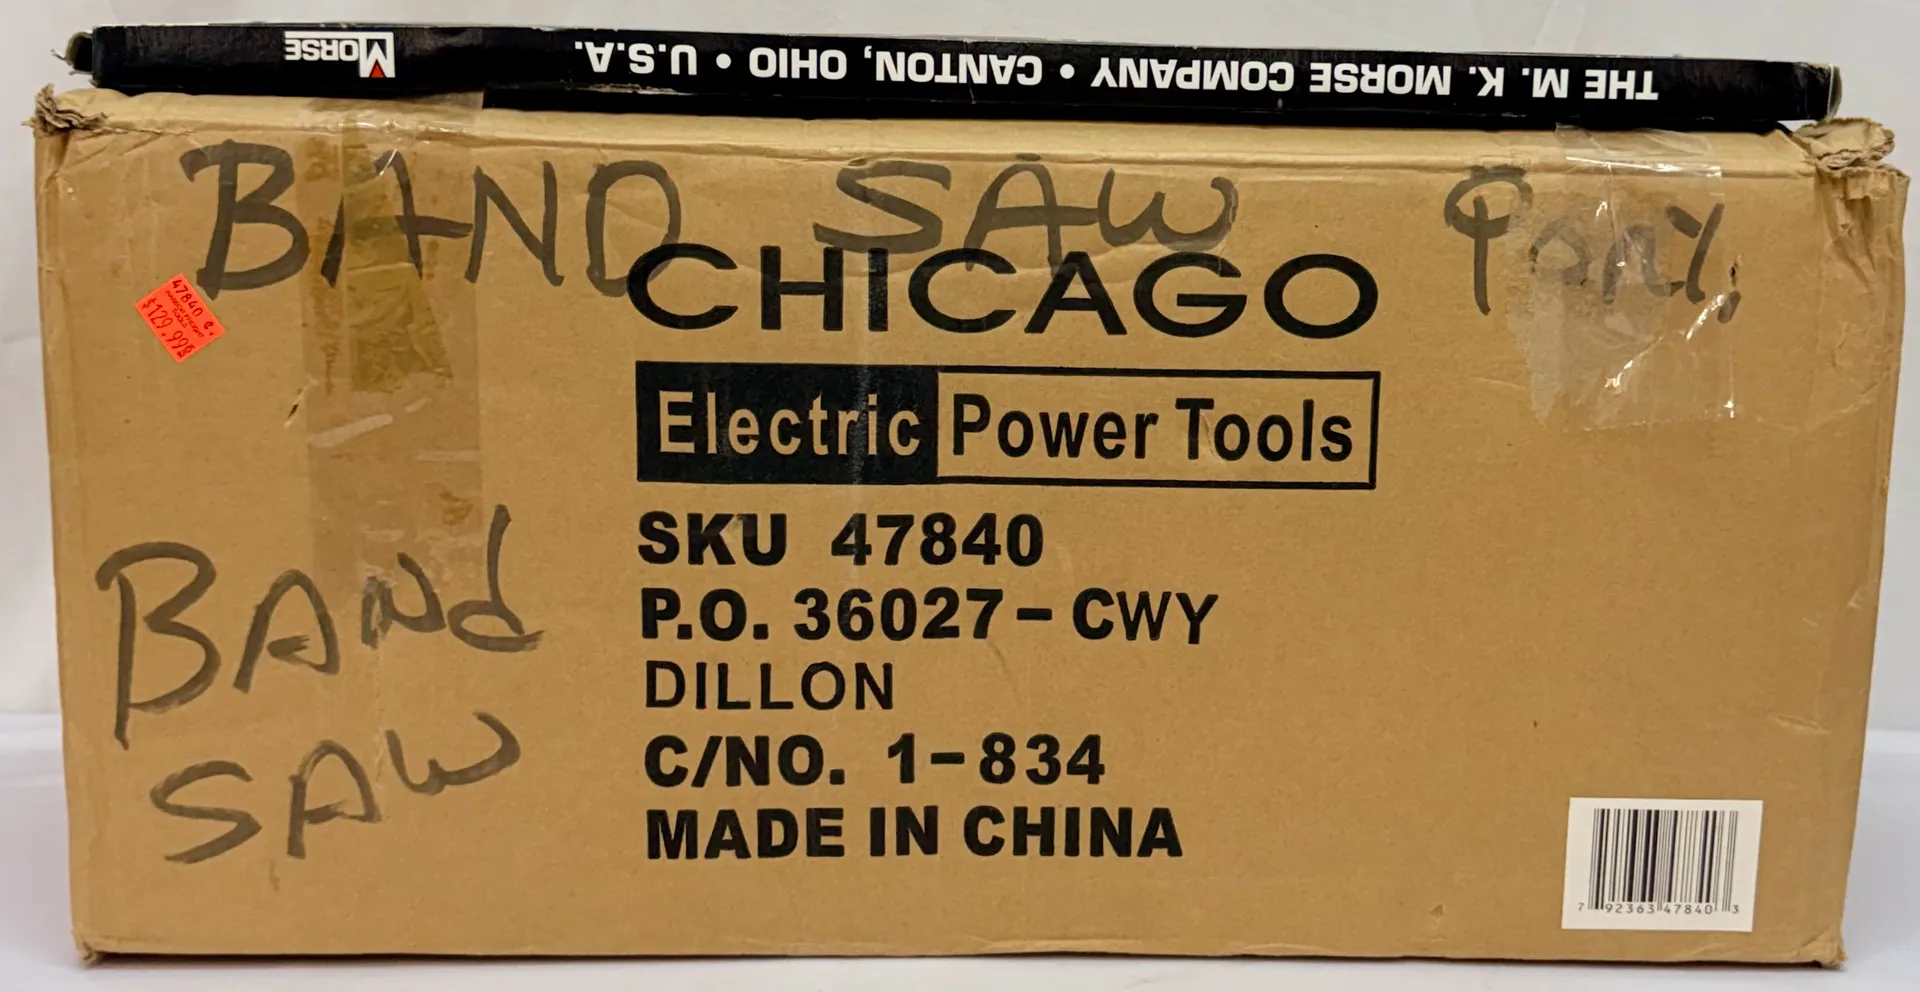 MORSE
THE M. K. MORSE COMPANY • CANTON, OHIO • U.S.A.
BAND SAW
47840
$129.99
CHICAGO
Electric Power Tools
SKU 47840
P.O. 36027-CWY
DILLON
C/NO. 1-834
MADE IN CHINA
BANd
SAW
7 92363 47840 3